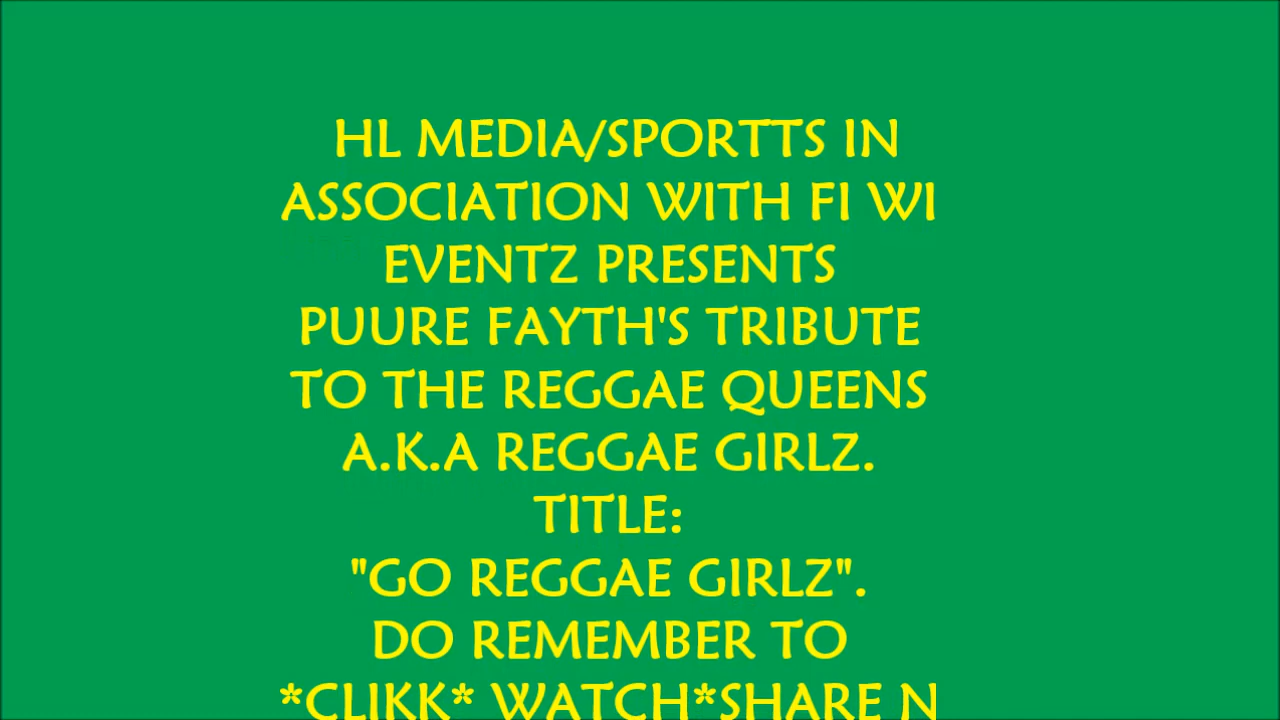 HL MEDIA/SPORTTS IN
ASSOCIATION WITH FI WI
EVENTZ PRESENTS
PUURE FAYTH'S TRIBUTE
TO THE REGGAE QUEENS
A.K.A REGGAE GIRLZ.
TITLE:
"GO REGGAE GIRLZ".
DO REMEMBER TO
*CLIKK* WATCH*SHARE N